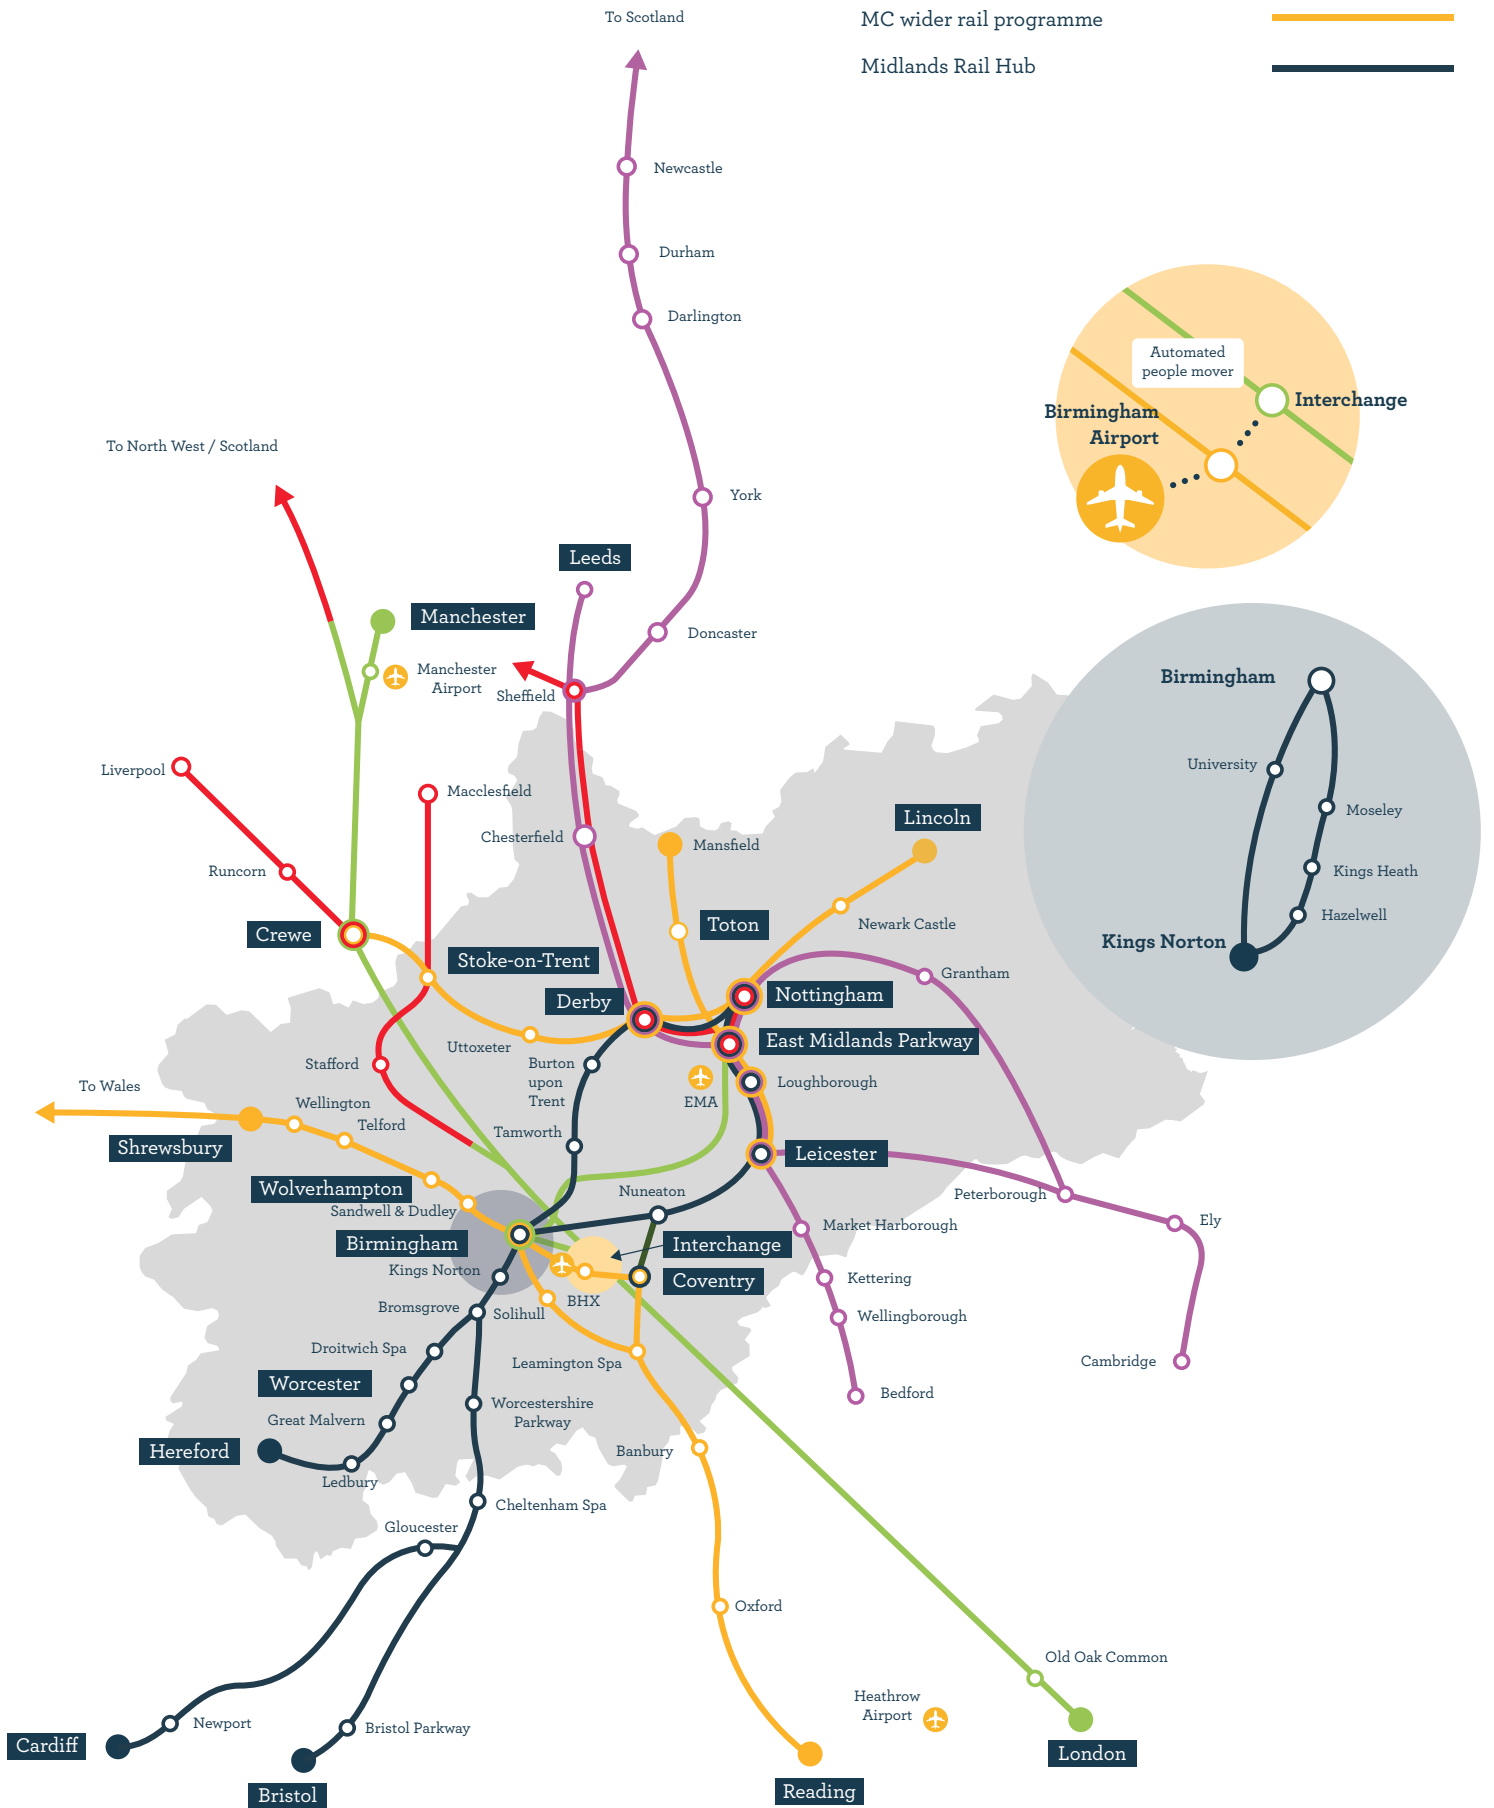 To Scotland
MC wider rail programme
Midlands Rail Hub
Newcastle
Durham
Darlington
Automated
people mover
Interchange
Birmingham
Airport
To North West / Scotland
York
Leeds
Manchester
Doncaster
Manchester
Airport
Sheffield
Birmingham
University
Moseley
Kings Heath
Hazelwell
Kings Norton
Liverpool
Macclesfield
Lincoln
Chesterfield
Mansfield
Runcorn
Newark Castle
Toton
Crewe
Stoke-on-Trent
Grantham
Derby
Nottingham
Uttoxeter
East Midlands Parkway
Stafford
Burton
upon
Trent
Loughborough
EMA
To Wales
Wellington
Telford
Shrewsbury
Tamworth
Leicester
Wolverhampton
Nuneaton
Peterborough
Sandwell & Dudley
Ely
Market Harborough
Birmingham
Interchange
Kings Norton
Coventry
Kettering
BHX
Bromsgrove
Solihull
Wellingborough
Droitwich Spa
Leamington Spa
Cambridge
Worcester
Bedford
Worcestershire
Parkway
Great Malvern
Hereford
Banbury
Ledbury
Cheltenham Spa
Gloucester
Oxford
Old Oak Common
Heathrow
Airport
Newport
Bristol Parkway
Cardiff
London
Bristol
Reading